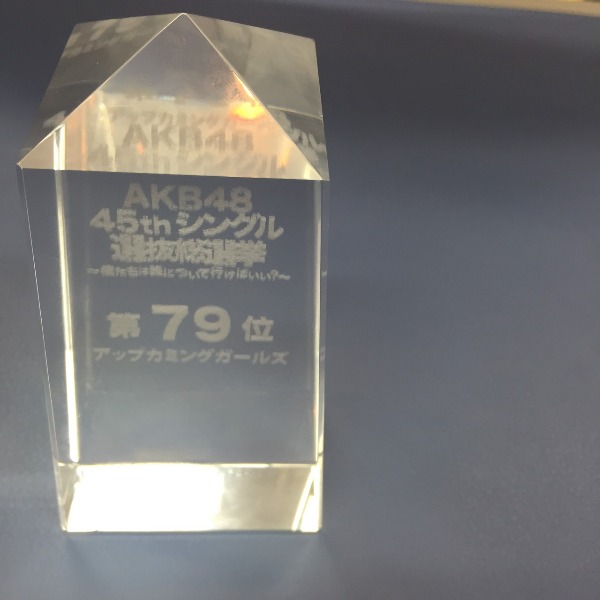 AKB48
45thシングル
選抜総選挙
～僕たちは誰について行けばいい?～
第79位
アップカミングガールズ